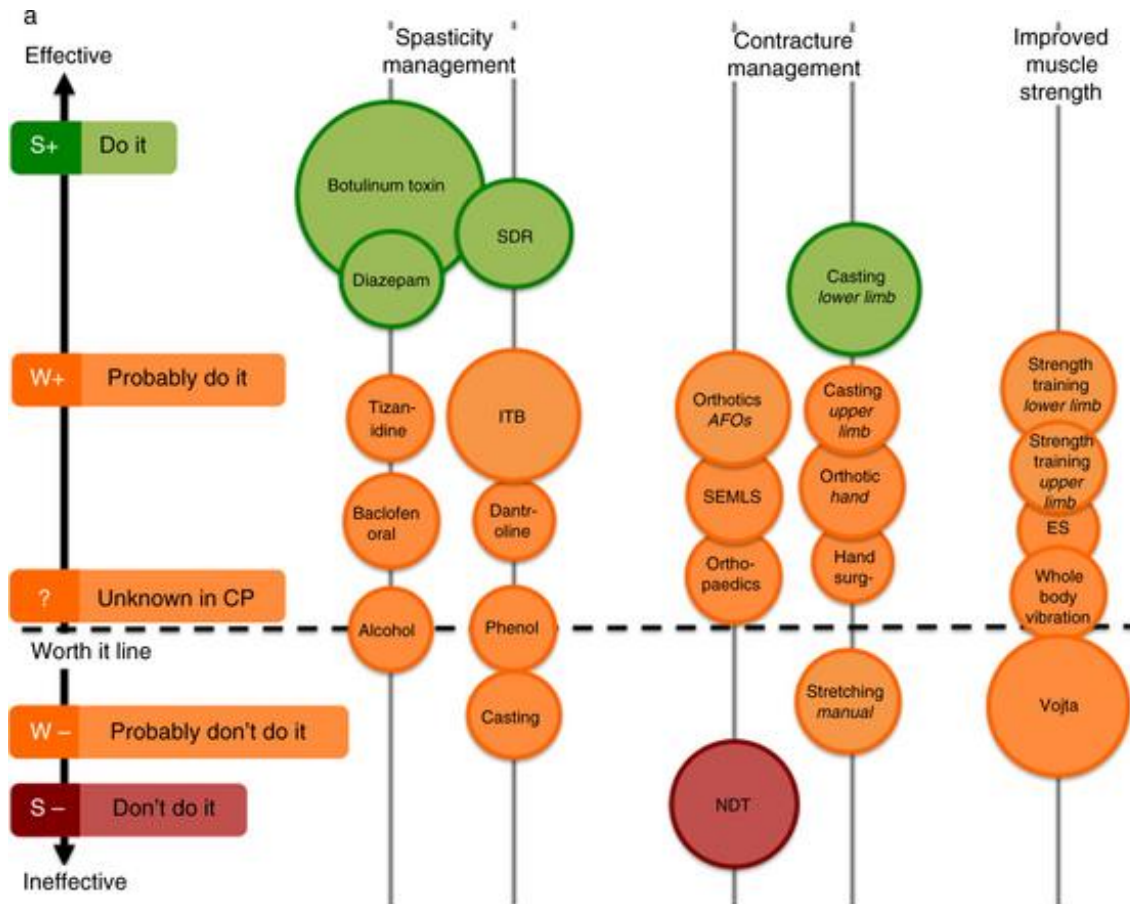 a
Effective
S+ Do it
W+ Probably do it
? Unknown in CP
Worth it line
W – Probably don't do it
S – Don't do it
Ineffective
Spasticity
management
Botulinum toxin
Diazepam
SDR
Tizan-
idine
ITB
Baclofen
oral
Dantr-
oline
Alcohol
Phenol
Casting
Contracture
management
Casting
lower limb
Orthotics
AFOs
Casting
upper
limb
SEMLS
Orthotic
hand
Ortho-
paedics
Hand
surg-
Stretching
manual
NDT
Improved
muscle
strength
Strength
training
lower limb
Strength
training
upper
limb
ES
Whole
body
vibration
Vojta